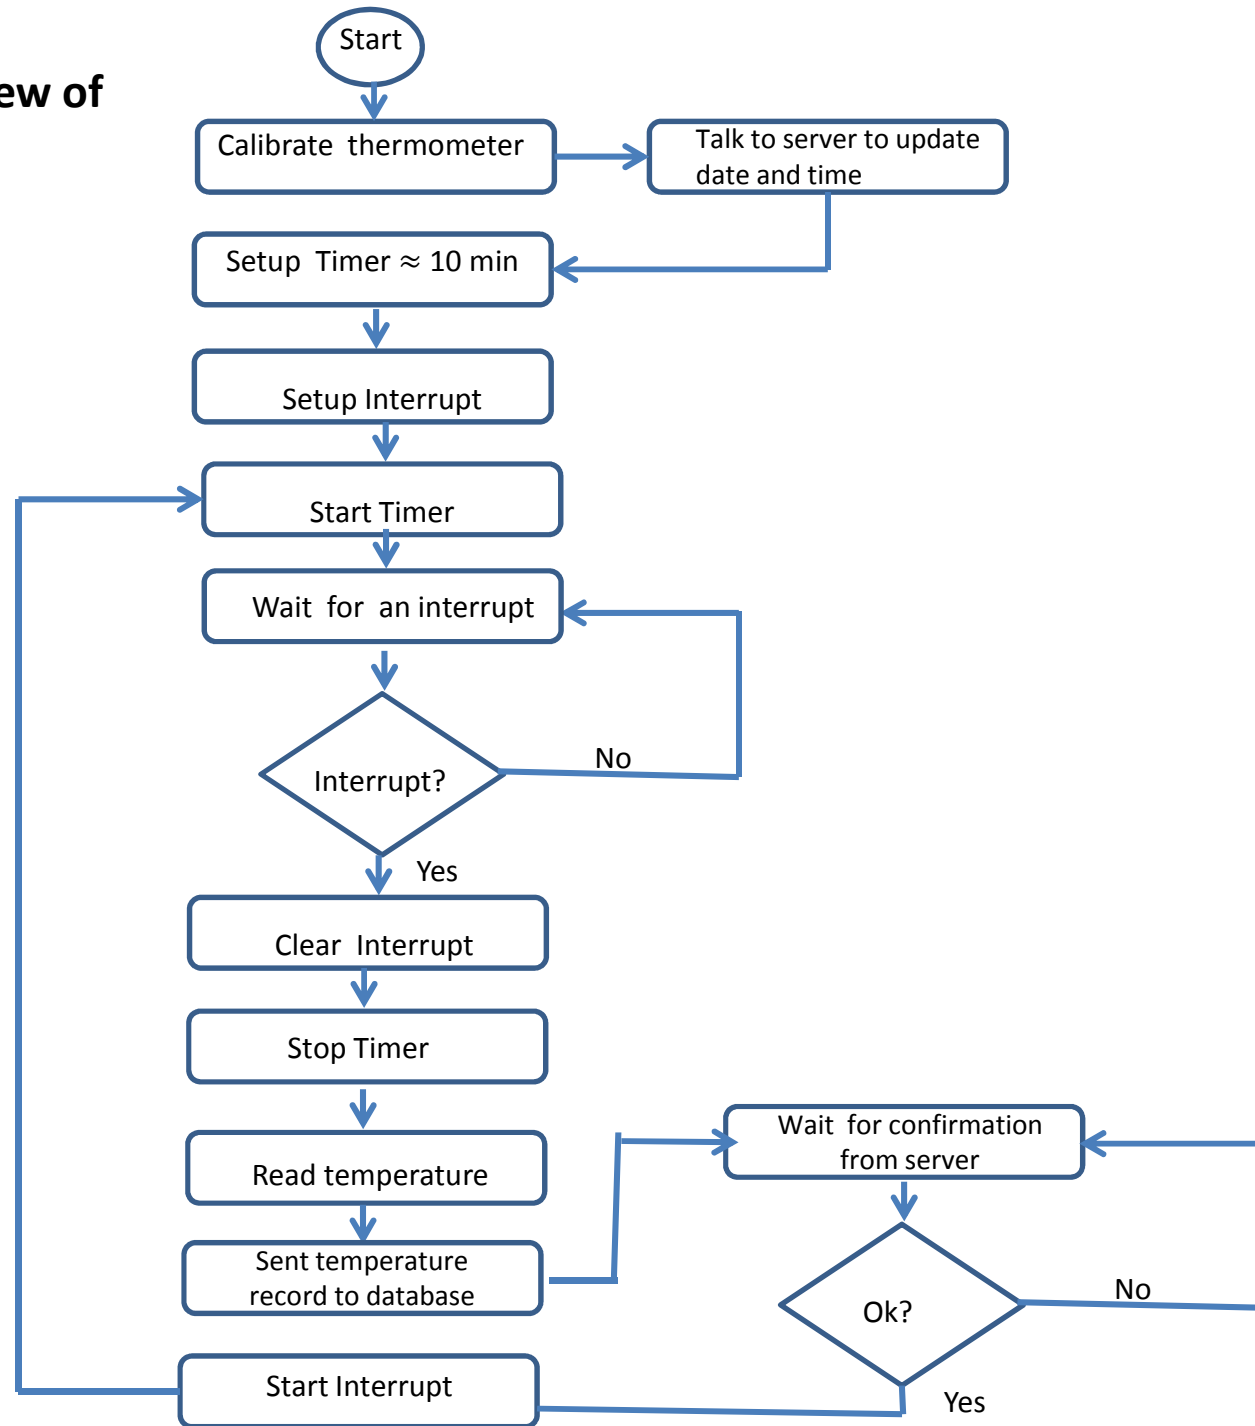 Start
ew of
Calibrate thermometer
Talk to server to update
date and time
Setup Timer ≈ 10 min
Setup Interrupt
Start Timer
Wait for an interrupt
Interrupt?
No
Yes
Clear Interrupt
Stop Timer
Read temperature
Sent temperature
record to database
Wait for confirmation
from server
Ok?
No
Yes
Start Interrupt